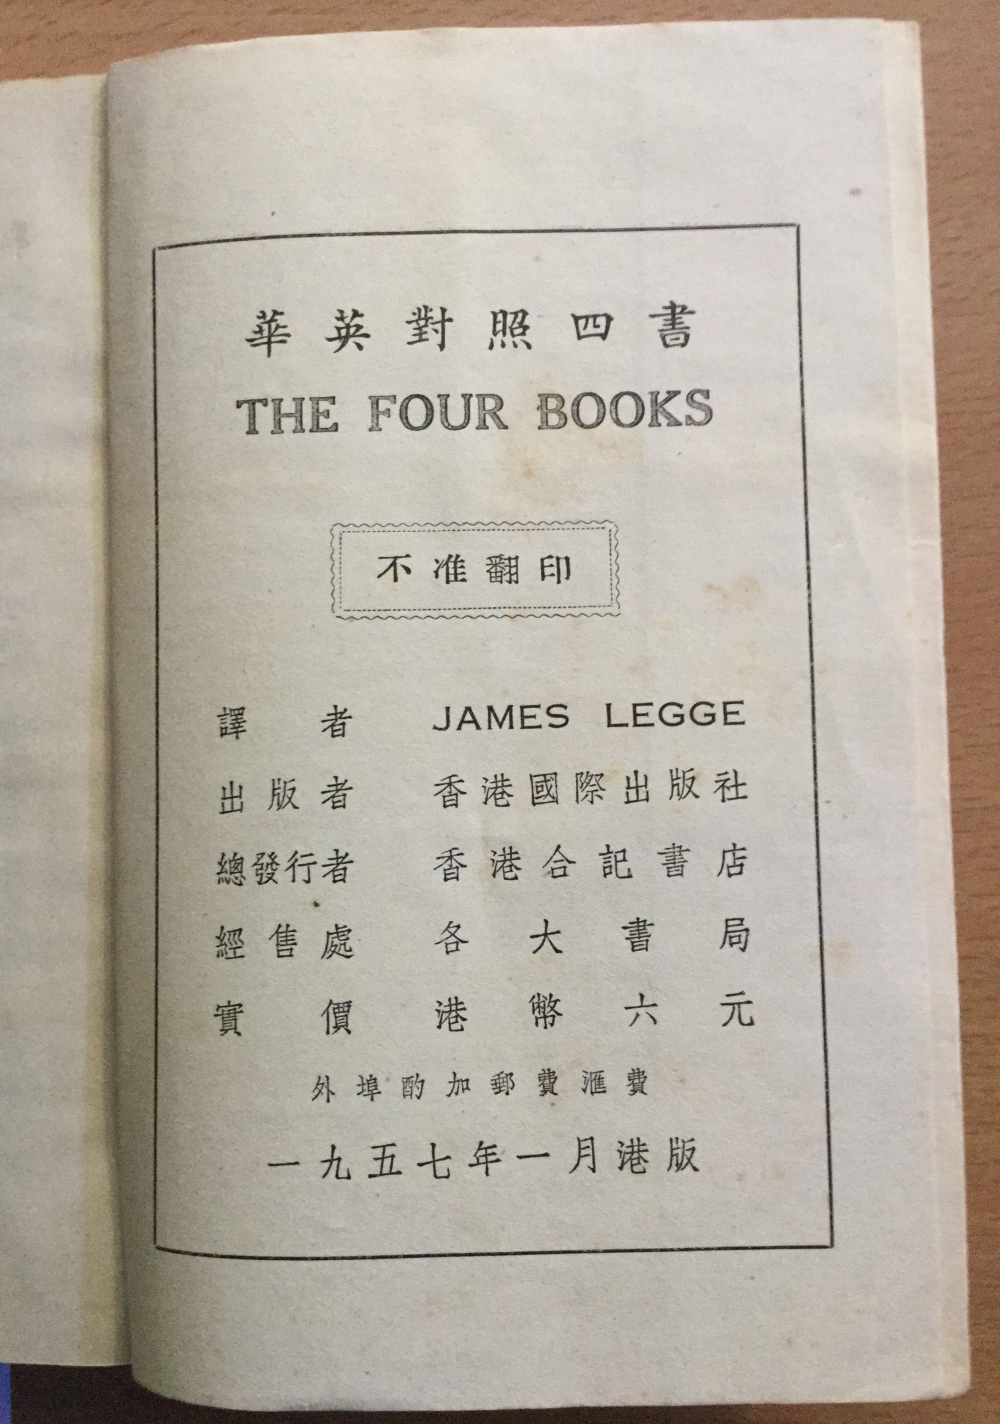 華英對照四書
THE FOUR BOOKS
不准翻印
譯者 JAMES LEGGE
出版者 香港國際出版社
總發行者 香港合記書店
經售處 各大書局
實價 港幣六元
外埠酌加郵費滙費
一九五七年一月港版